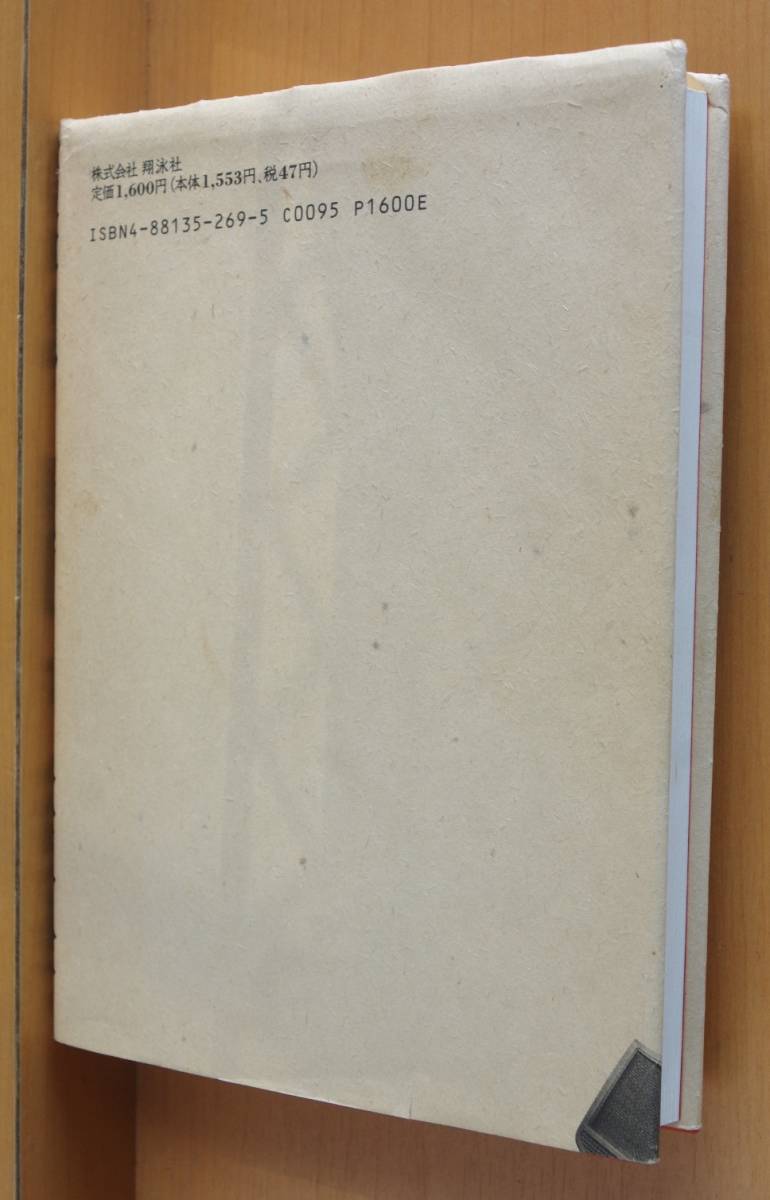 株式会社 翔泳社
定価1,600円(本体1,553円、税47円)
ISBN4-88135-269-5 C0095 P1600E